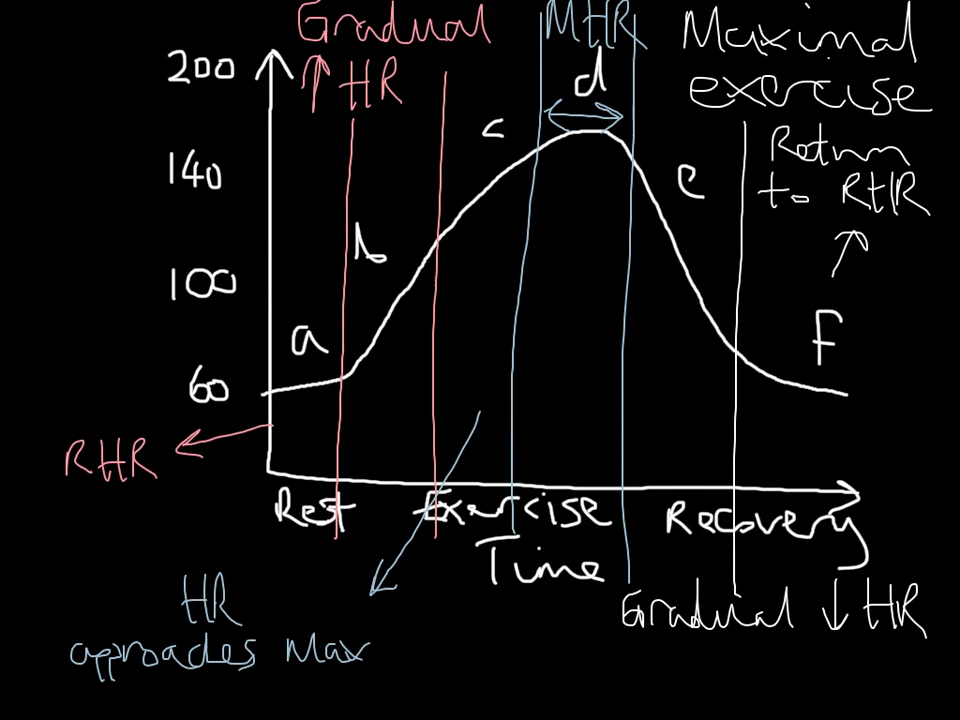 Gradual
↑ HR
MHR
Maximal
exercise
200
d
c
140
Return
to RHR
e
b
100
a
f
60
RHR
Rest
Exercise
Recovery
Time
HR
approacles Max
Gradual ↓ HR